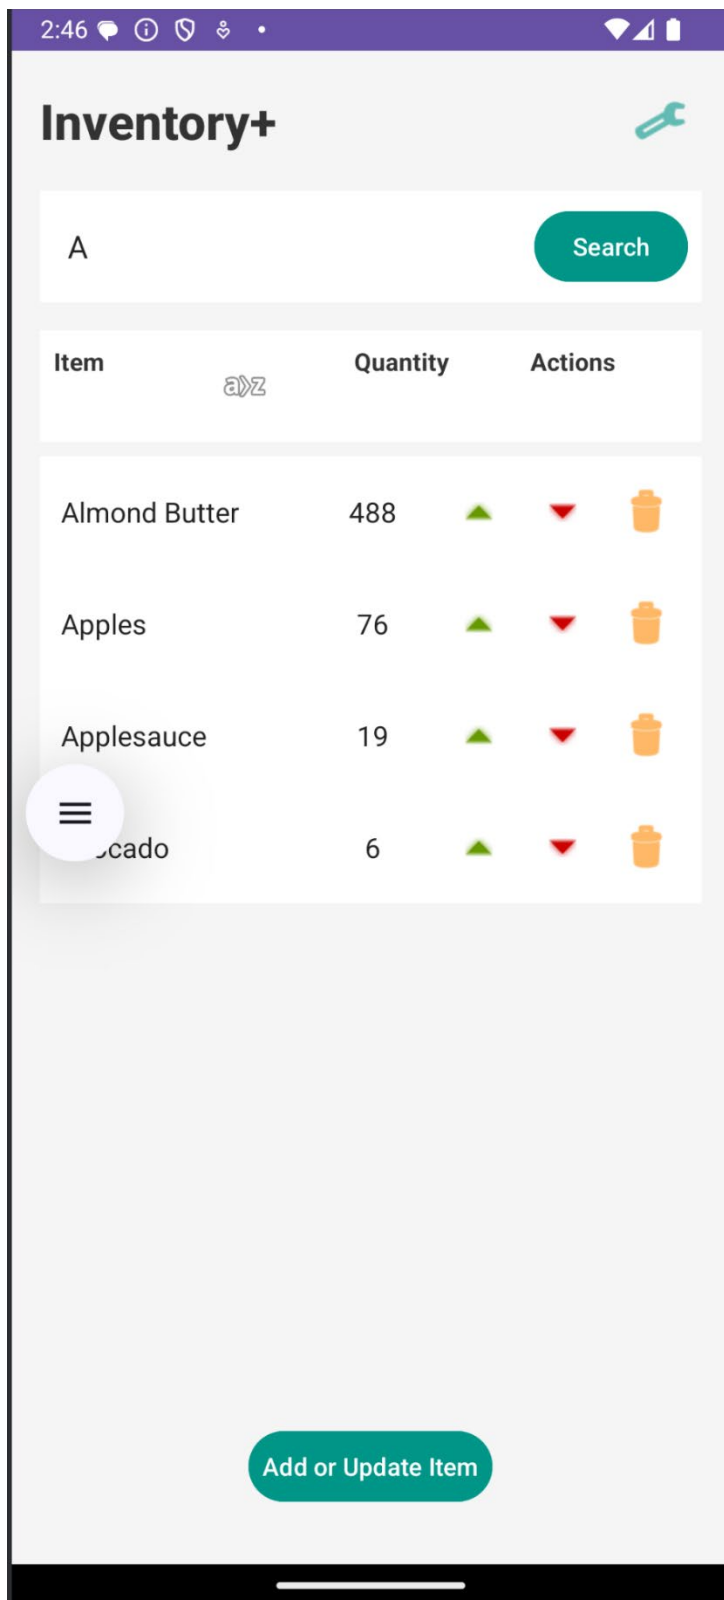 2:46
Inventory+
A Search
Item Quantity Actions
a>z
Almond Butter 488
Apples 76
Applesauce 19
ocado 6
Add or Update Item